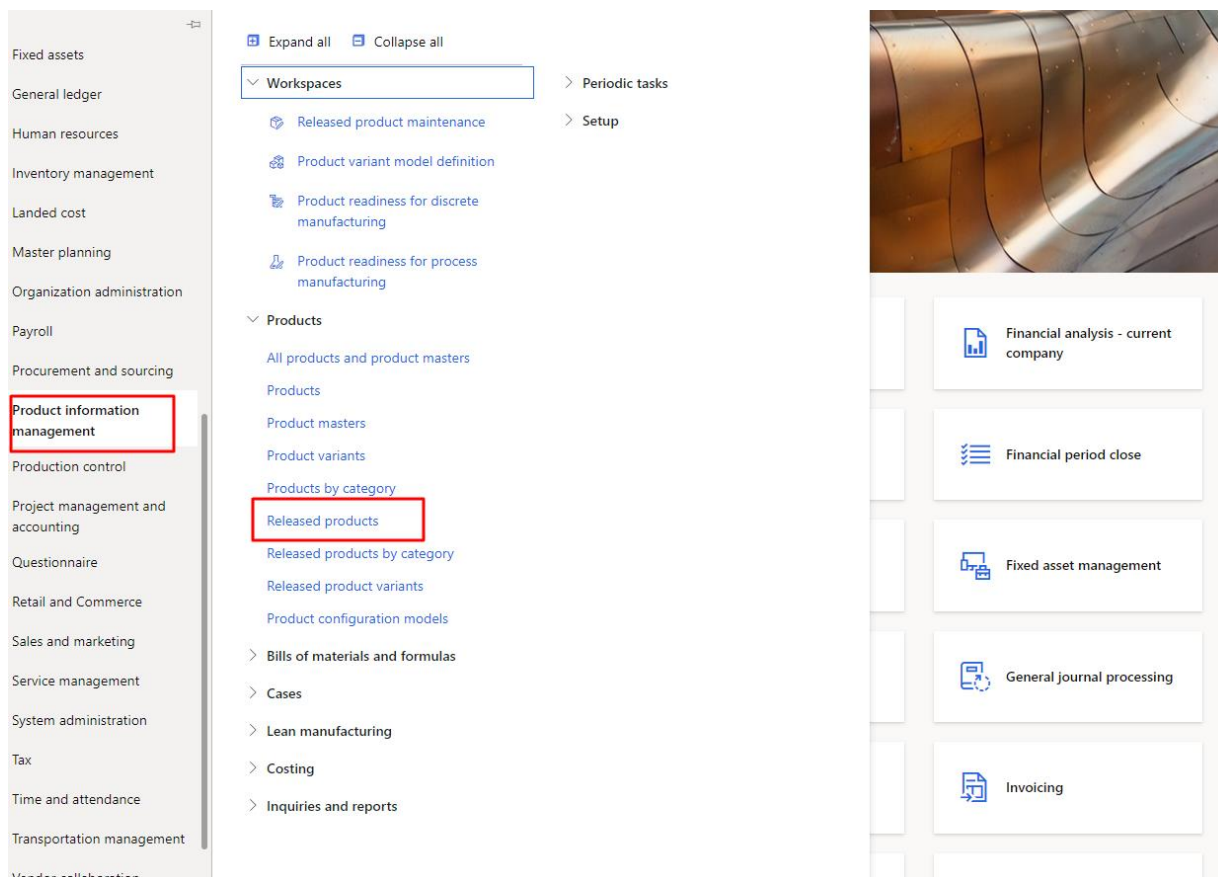 Fixed assets
General ledger
Human resources
Inventory management
Landed cost
Master planning
Organization administration
Payroll
Procurement and sourcing
Product information
management
Production control
Project management and
accounting
Questionnaire
Retail and Commerce
Sales and marketing
Service management
System administration
Tax
Time and attendance
Transportation management
Vendor collaboration
Expand all
Collapse all
Workspaces
Released product maintenance
Product variant model definition
Product readiness for discrete
manufacturing
Product readiness for process
manufacturing
Products
All products and product masters
Products
Product masters
Product variants
Products by category
Released products
Released products by category
Released product variants
Product configuration models
Bills of materials and formulas
Cases
Lean manufacturing
Costing
Inquiries and reports
Periodic tasks
Setup
Financial analysis - current
company
Financial period close
Fixed asset management
General journal processing
Invoicing